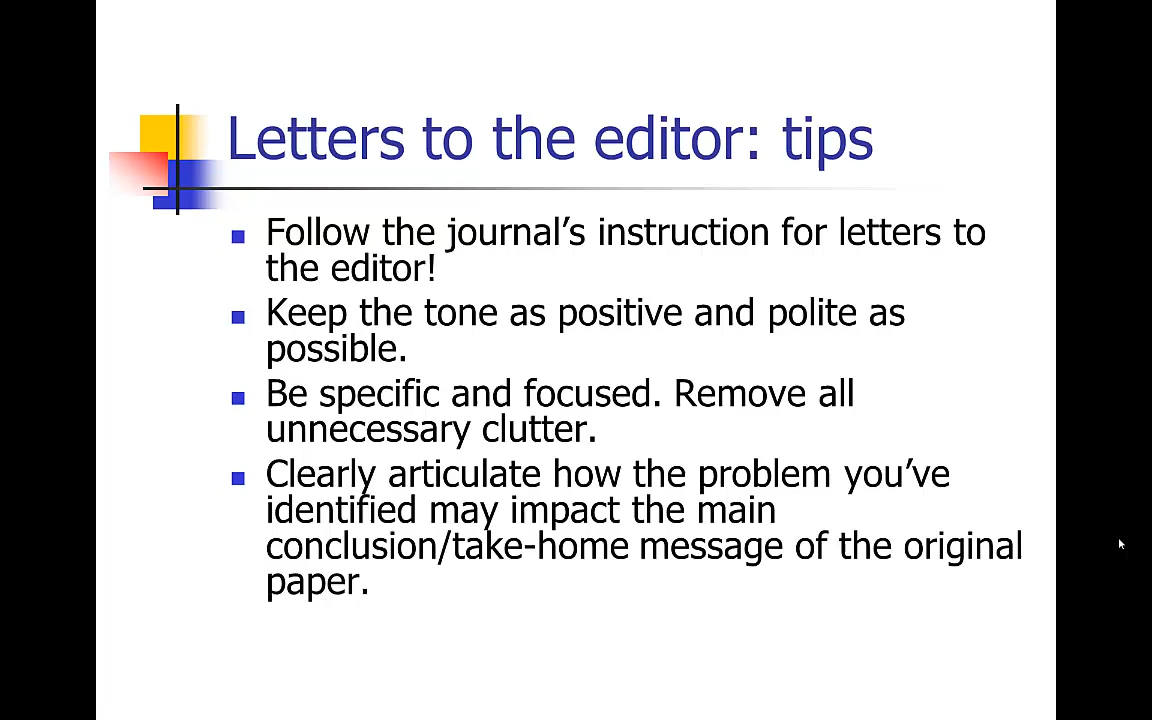 Letters to the editor: tips
Follow the journal’s instruction for letters to
the editor!
Keep the tone as positive and polite as
possible.
Be specific and focused. Remove all
unnecessary clutter.
Clearly articulate how the problem you’ve
identified may impact the main
conclusion/take-home message of the original
paper.